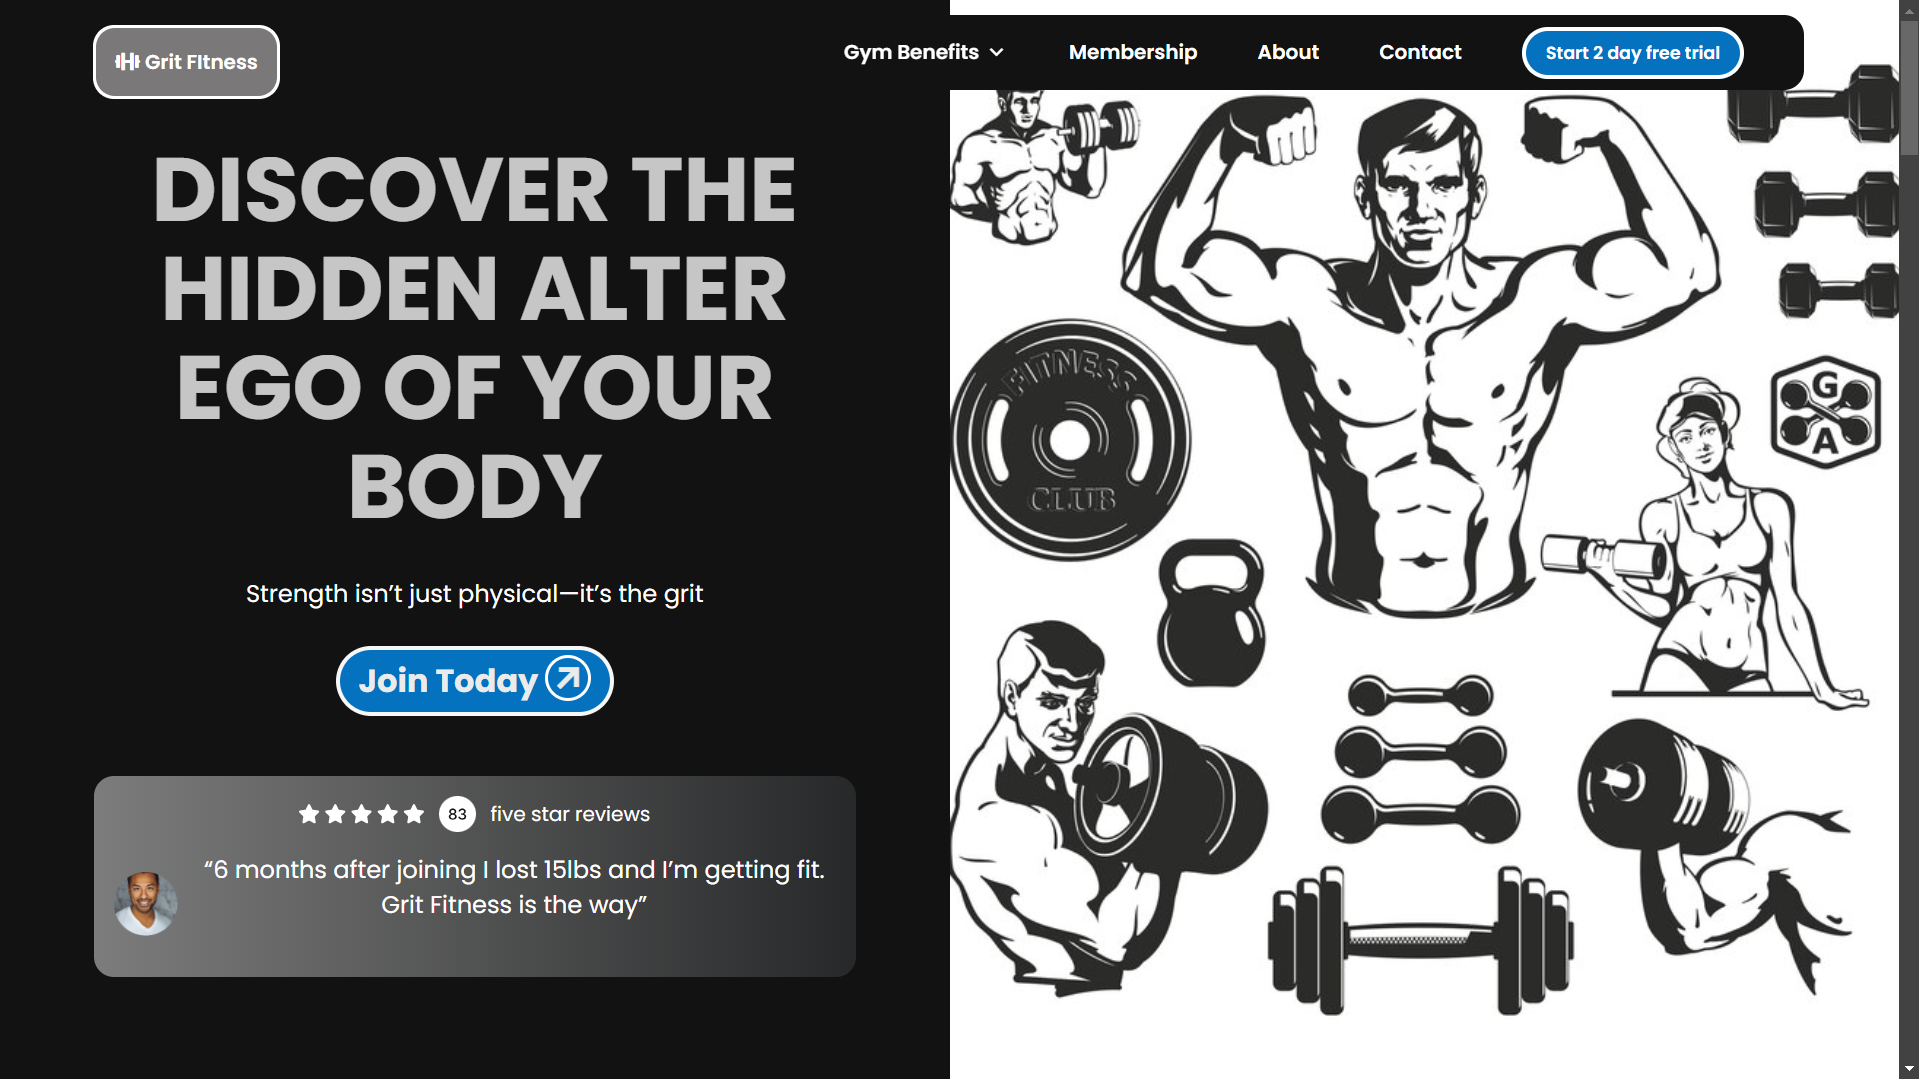 Grit FItness
Gym Benefits
Membership
About
Contact
Start 2 day free trial
DISCOVER THE
HIDDEN ALTER
EGO OF YOUR
BODY
Strength isn’t just physical—it’s the grit
Join Today
83
five star reviews
“6 months after joining I lost 15lbs and I’m getting fit.
Grit Fitness is the way”
FITNESS
CLUB
G
A